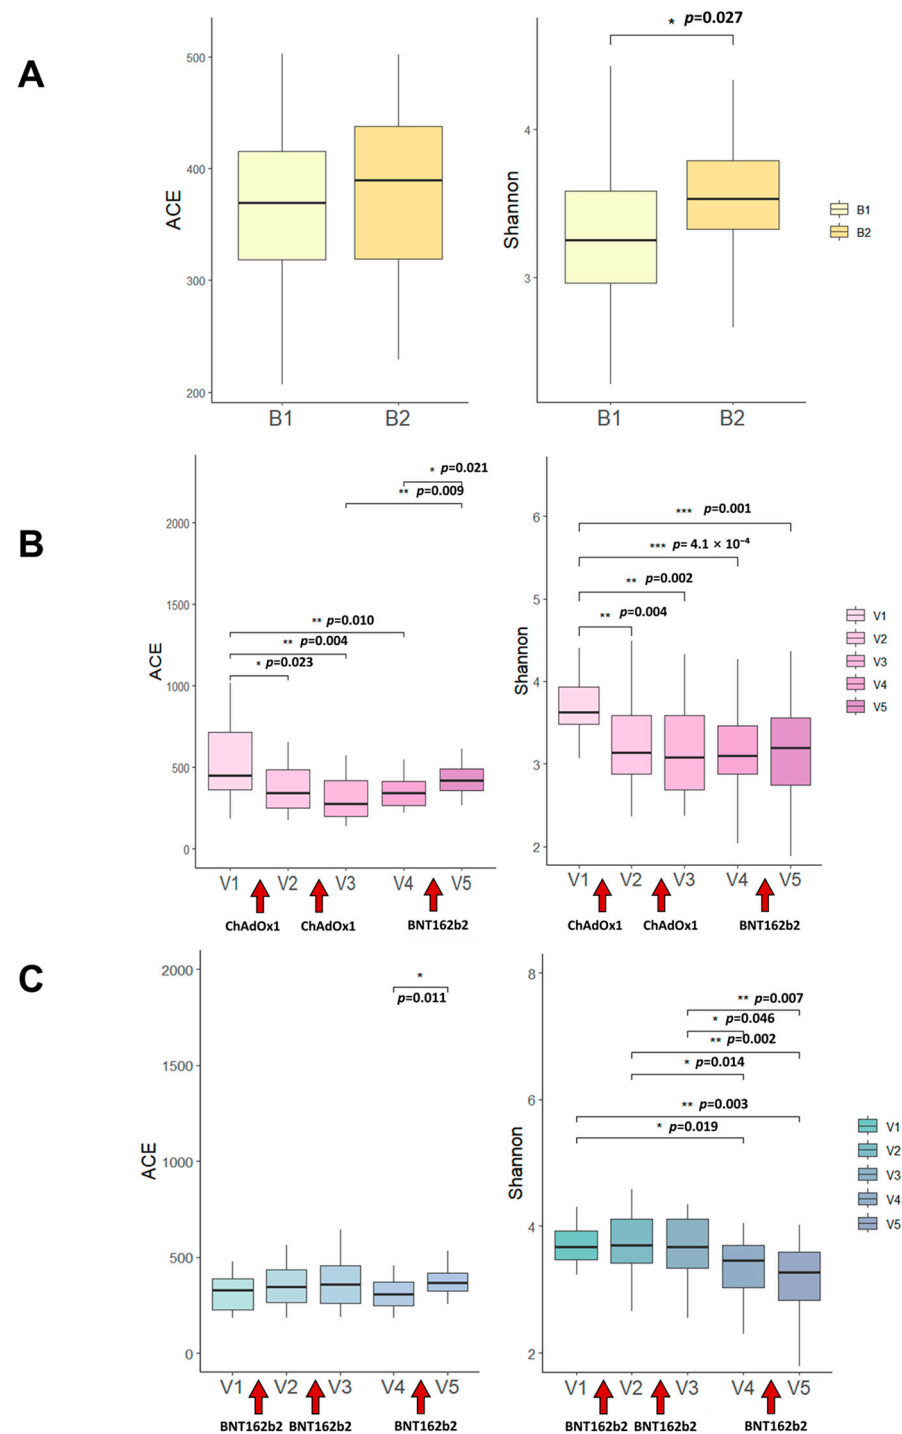 A
ACE
500
400
300
200
B1 B2
* p=0.027
Shannon
4
3
B1 B2
B1
B2
B
ACE
2000
1500
1000
500
0
* p=0.021
** p=0.009
** p=0.010
** p=0.004
* p=0.023
V1 V2 V3 V4 V5
ChAdOx1 ChAdOx1 BNT162b2
Shannon
6
5
4
3
2
*** p=0.001
*** p= 4.1 × 10⁻⁴
** p=0.002
** p=0.004
V1 V2 V3 V4 V5
ChAdOx1 ChAdOx1 BNT162b2
V1
V2
V3
V4
V5
C
ACE
2000
1500
1000
500
0
*
p=0.011
V1 V2 V3 V4 V5
BNT162b2 BNT162b2 BNT162b2
Shannon
8
6
4
2
** p=0.007
* p=0.046
** p=0.002
* p=0.014
** p=0.003
* p=0.019
V1 V2 V3 V4 V5
BNT162b2 BNT162b2 BNT162b2
V1
V2
V3
V4
V5